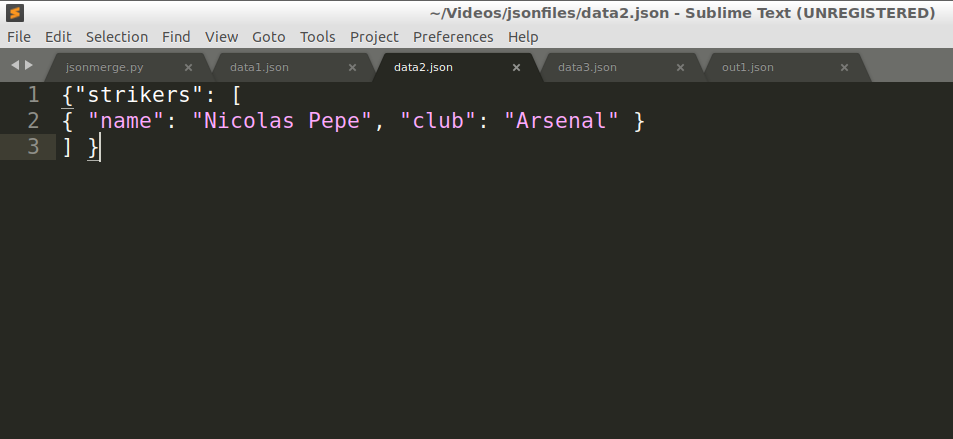 ~/Videos/jsonfiles/data2.json - Sublime Text (UNREGISTERED)
File Edit Selection Find View Goto Tools Project Preferences Help
jsonmerge.py × data1.json × data2.json × data3.json × out1.json ×
1 {"strikers": [
2 { "name": "Nicolas Pepe", "club": "Arsenal" }
3 ] }